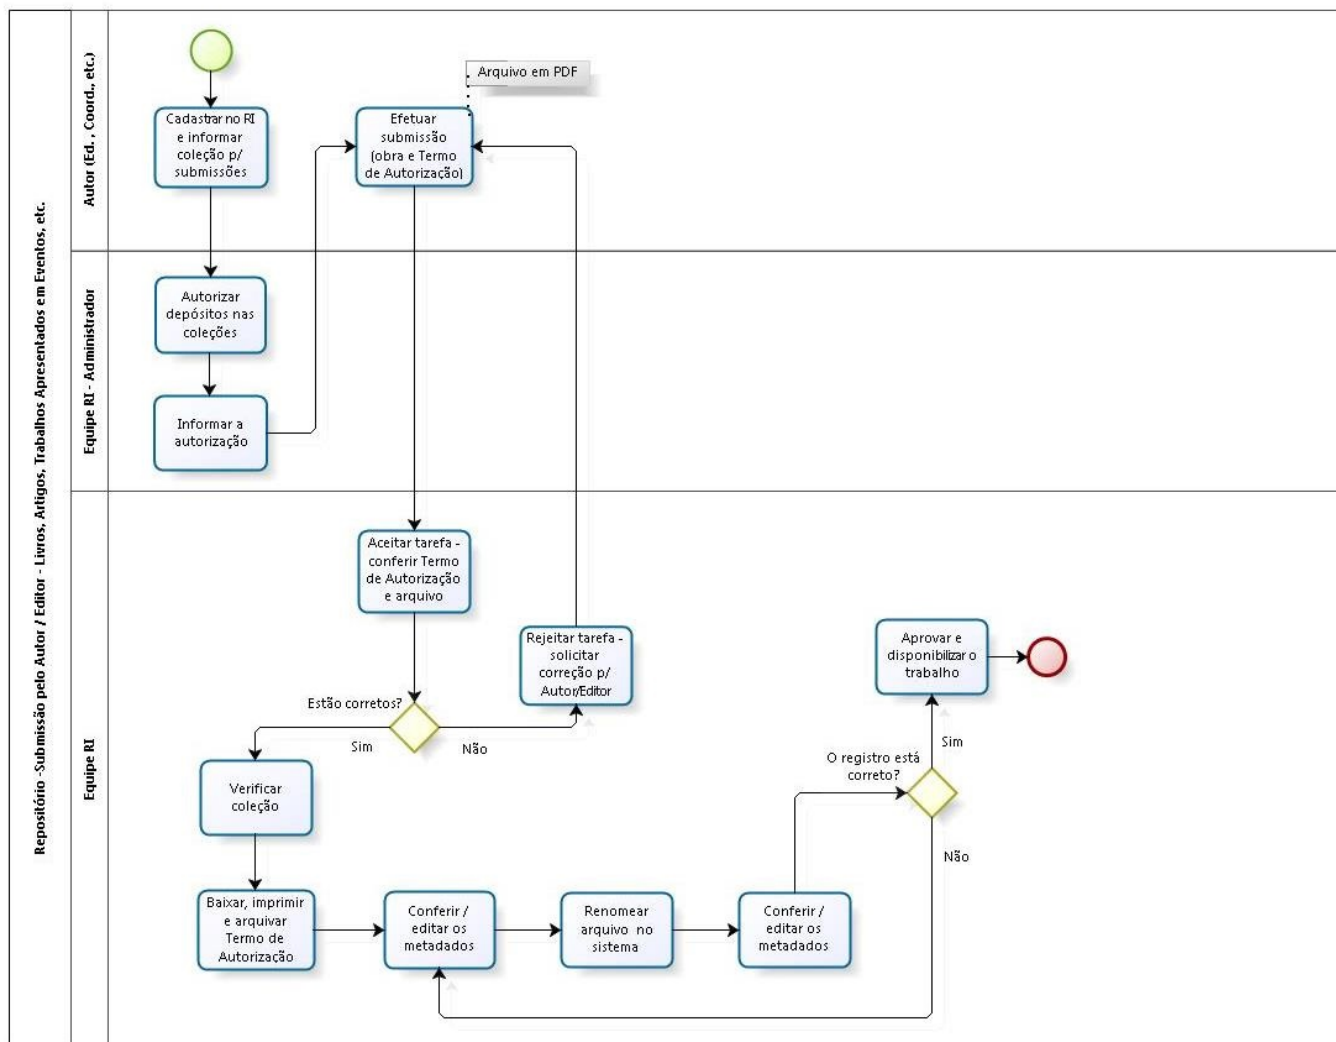 Repositório -Submissão pelo Autor / Editor - Livros, Artigos, Trabalhos Apresentados em Eventos, etc.
Autor (Ed. , Coord., etc.)
Cadastrar no RI
e informar
coleção p/
submissões
Efetuar
submissão
(obra e Termo
de Autorização)
Arquivo em PDF
Equipe RI - Administrador
Autorizar
depósitos nas
coleções
Informar a
autorização
Equipe RI
Aceitar tarefa -
conferir Termo
de Autorização
e arquivo
Rejeitar tarefa -
solicitar
correção p/
Autor/Editor
Estão corretos?
Sim
Não
Verificar
coleção
Baixar, imprimir
e arquivar
Termo de
Autorização
Conferir /
editar os
metadados
Renomear
arquivo no
sistema
Conferir /
editar os
metadados
O registro está
correto?
Sim
Não
Aprovar e
disponibilizar o
trabalho